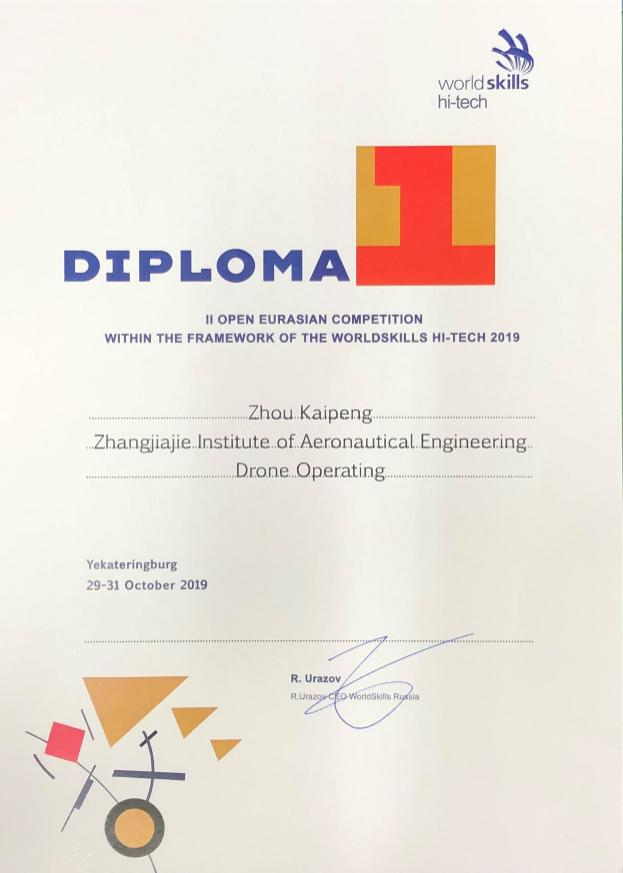 worldskills
hi-tech
1
DIPLOMA
II OPEN EURASIAN COMPETITION
WITHIN THE FRAMEWORK OF THE WORLDSKILLS HI-TECH 2019
Zhou Kaipeng
Zhangjiajie Institute of Aeronautical Engineering
Drone Operating
Yekateringburg
29-31 October 2019
R. Urazov
R.Urazov CEO WorldSkills Russia